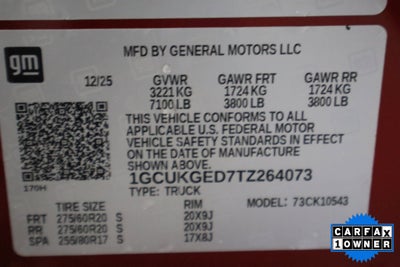 gm
MFD BY GENERAL MOTORS LLC
12/25 GVWR GAWR FRT GAWR RR
3221 KG 1724 KG 1724 KG
7100 LB 3800 LB 3800 LB
THIS VEHICLE CONFORMS TO ALL
APPLICABLE U.S. FEDERAL MOTOR
VEHICLE SAFETY STANDARDS IN EFFECT
ON THE DATE OF MANUFACTURE
SHOWN ABOVE.
1GCUKGED7TZ264073
170H TYPE: TRUCK
TIRE SIZE RIM MODEL: 73CK10543
FRT 275/60R20 S 20X9J
RR 275/60R20 S 20X9J
SPA 255/80R17 S 17X8J
CARFAX
1 OWNER